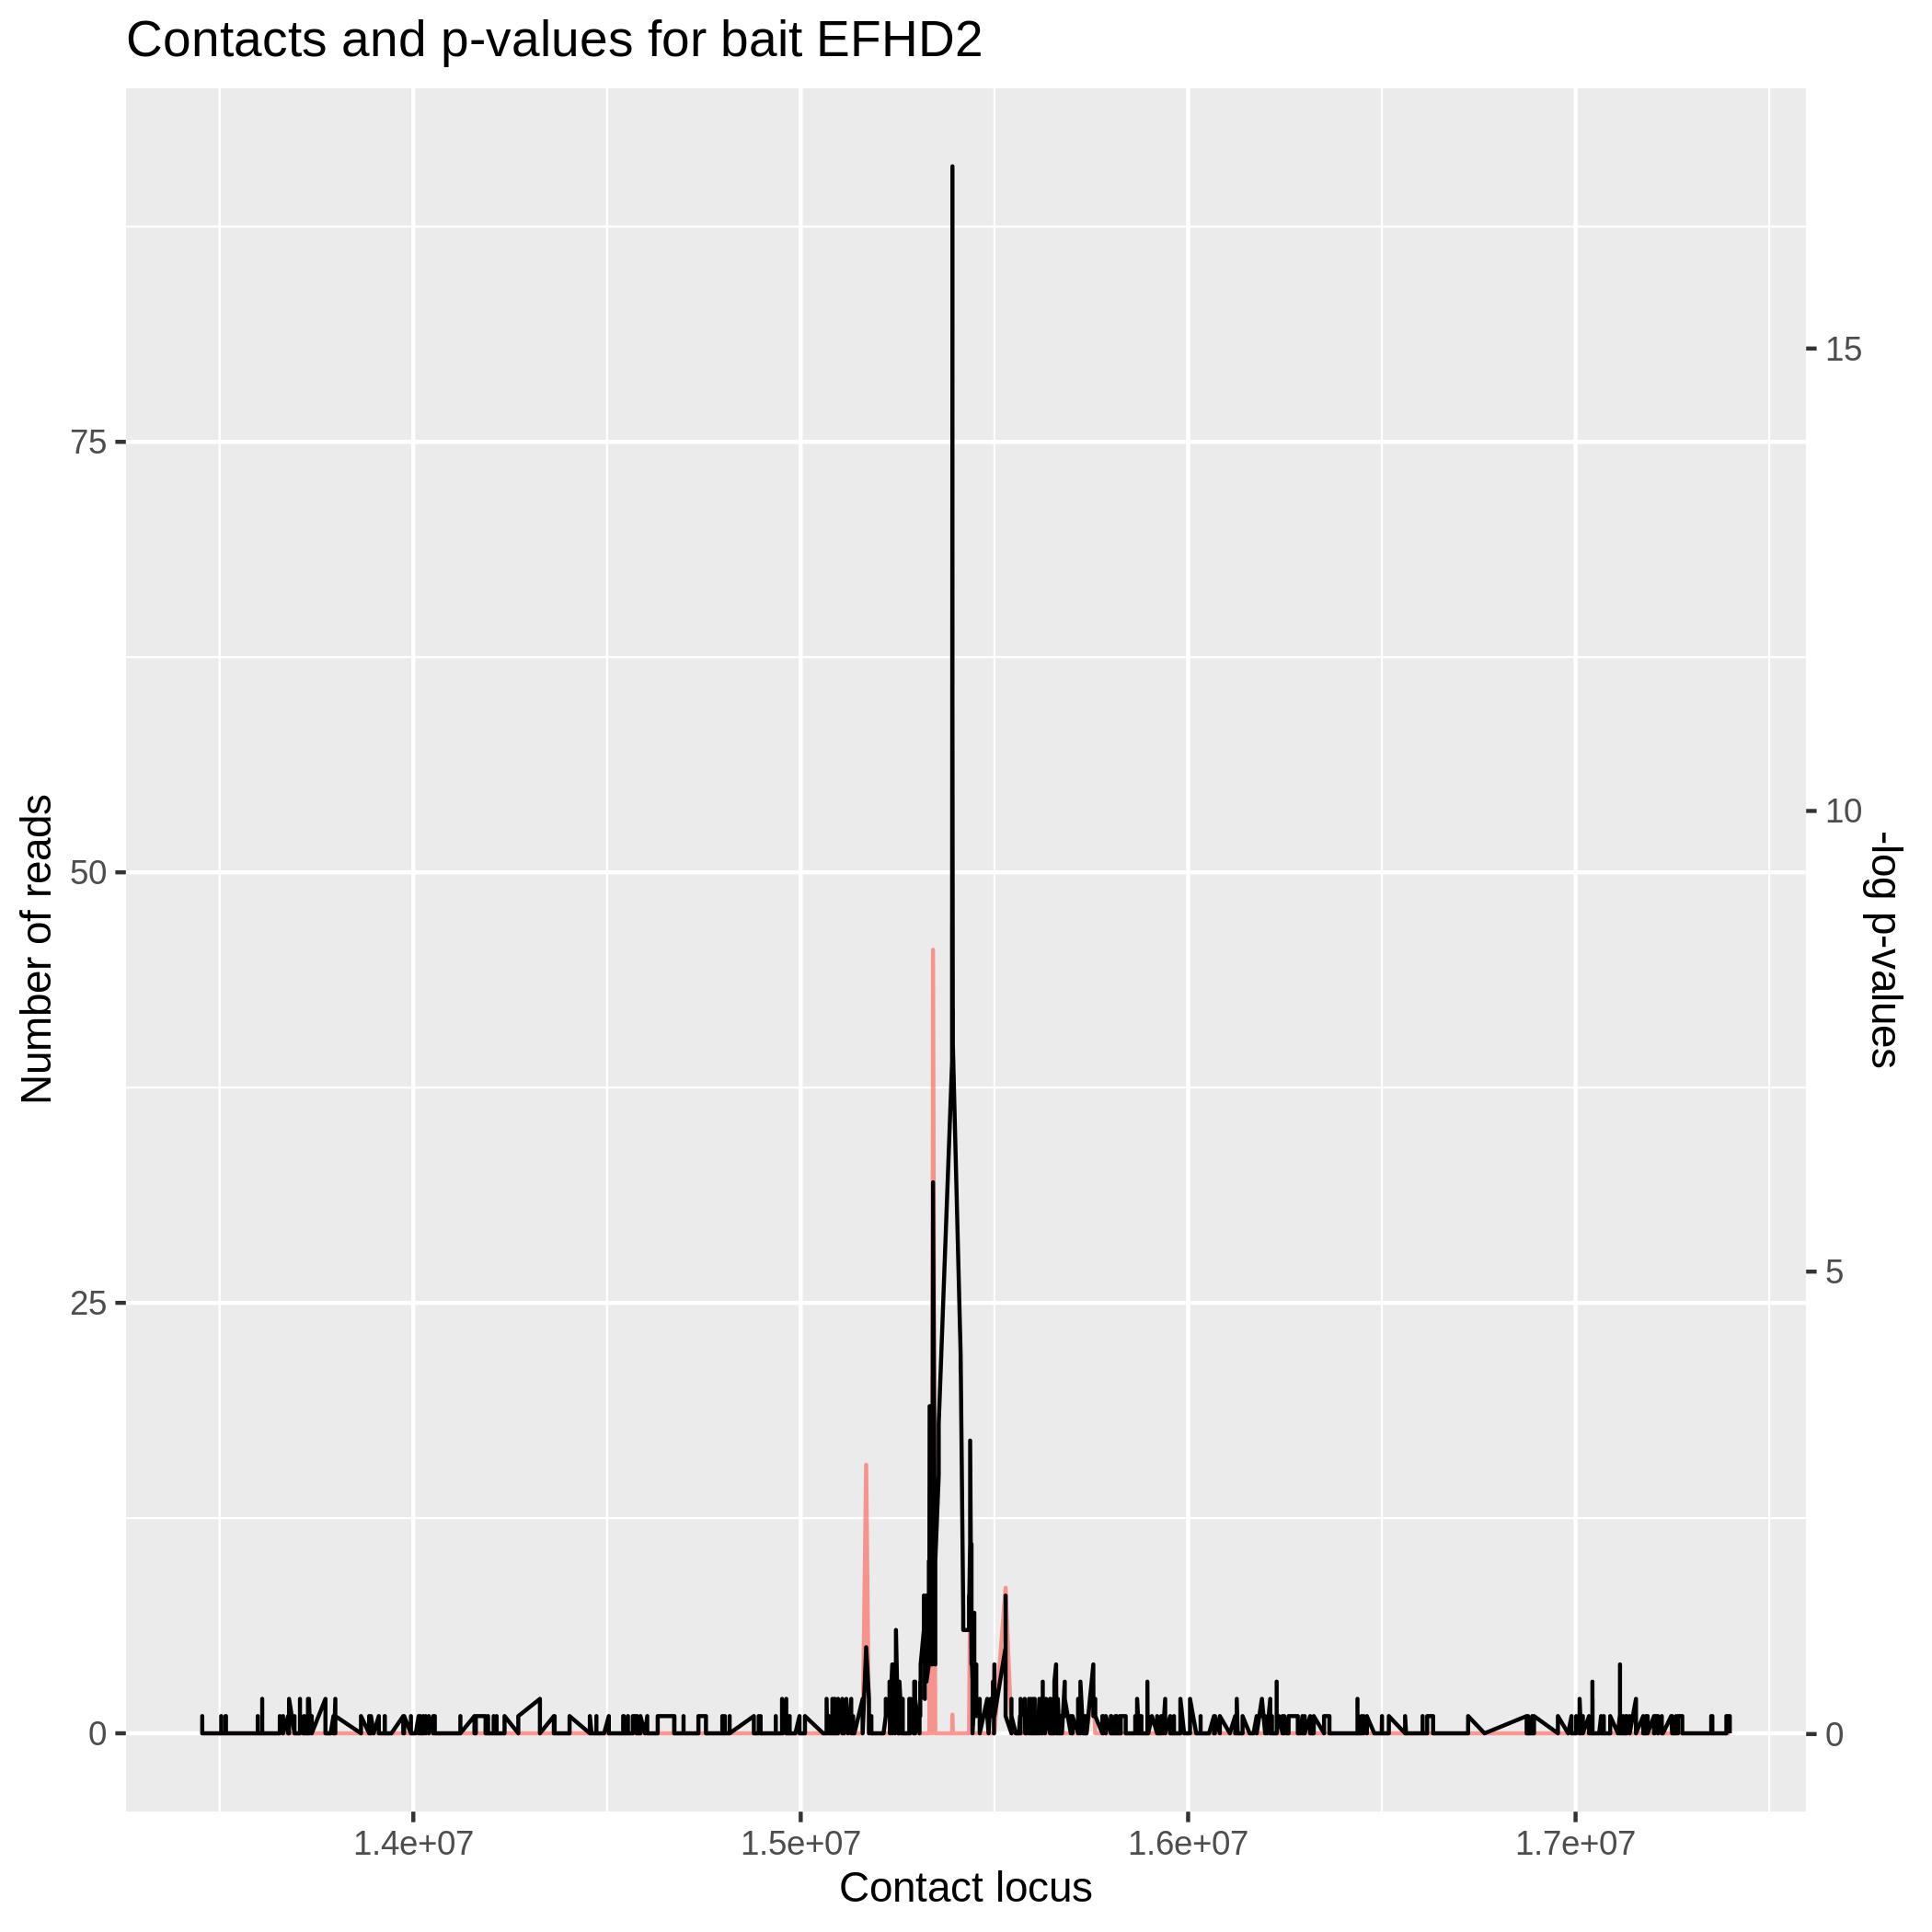 Contacts and p-values for bait EFHD2
Number of reads
75
50
25
0
15
10
5
0
-log p-values
1.4e+07 1.5e+07 1.6e+07 1.7e+07
Contact locus